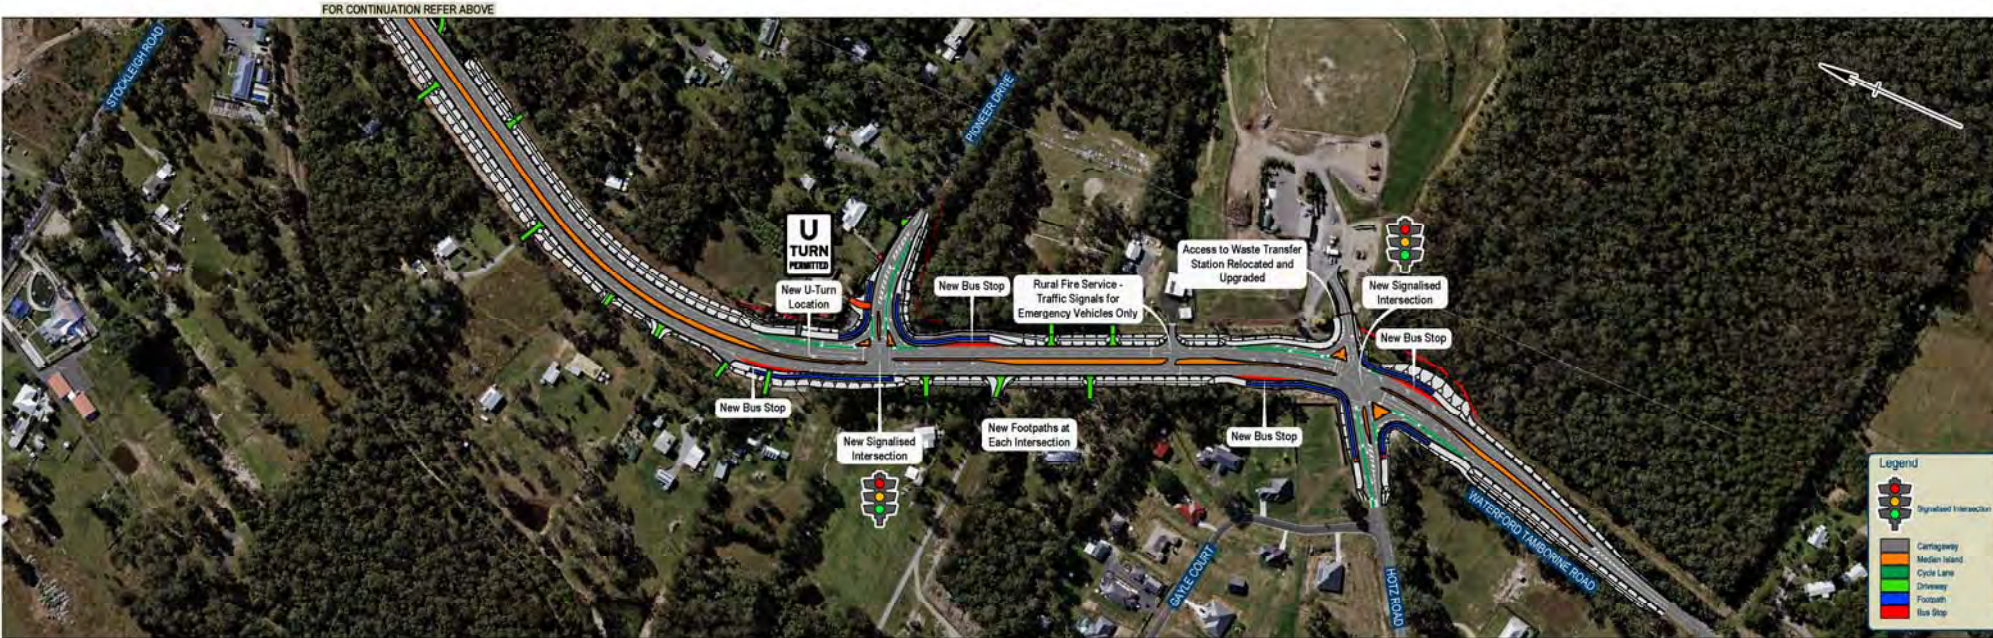 FOR CONTINUATION REFER ABOVE
STOCKLEIGH ROAD
PIONEER DRIVE
U
TURN
PERMITTED
New U-Turn
Location
New Bus Stop
Rural Fire Service -
Traffic Signals for
Emergency Vehicles Only
Access to Waste Transfer
Station Relocated and
Upgraded
New Signalised
Intersection
New Bus Stop
New Bus Stop
New Signalised
Intersection
New Footpaths at
Each Intersection
New Bus Stop
GAYLE COURT
HOTZ ROAD
WATERFORD TAMBORINE ROAD
Legend
Signalised Intersection
Carriageway
Median Island
Cycle Lane
Driveway
Footpath
Bus Stop